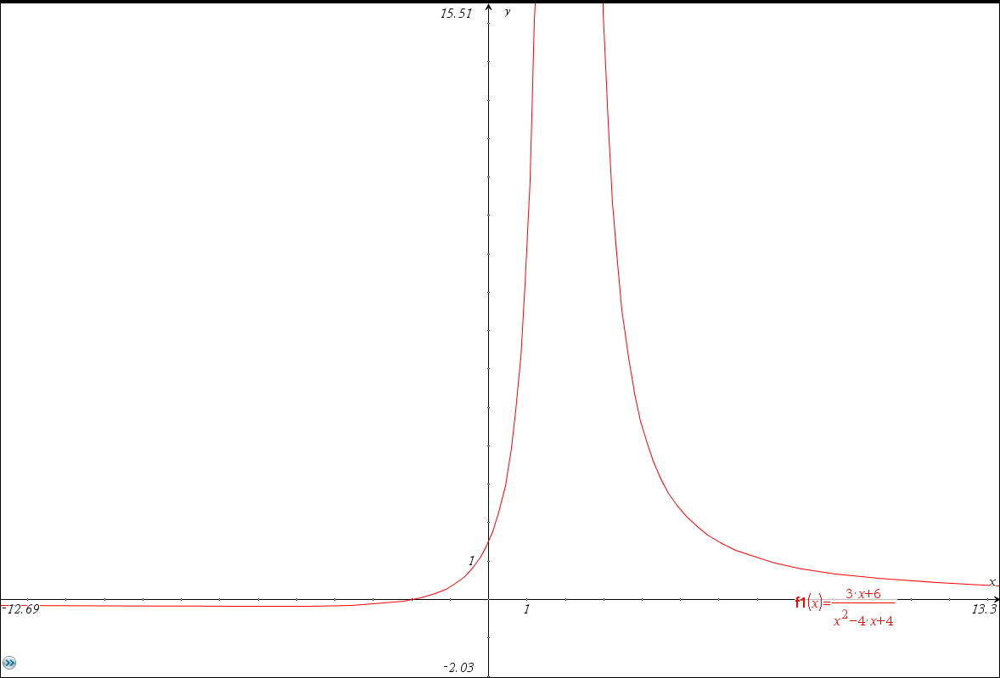 15.51
y
1
x
-12.69
1
f1(x)=(3·x+6)/(x²-4·x+4)
13.3
-2.03